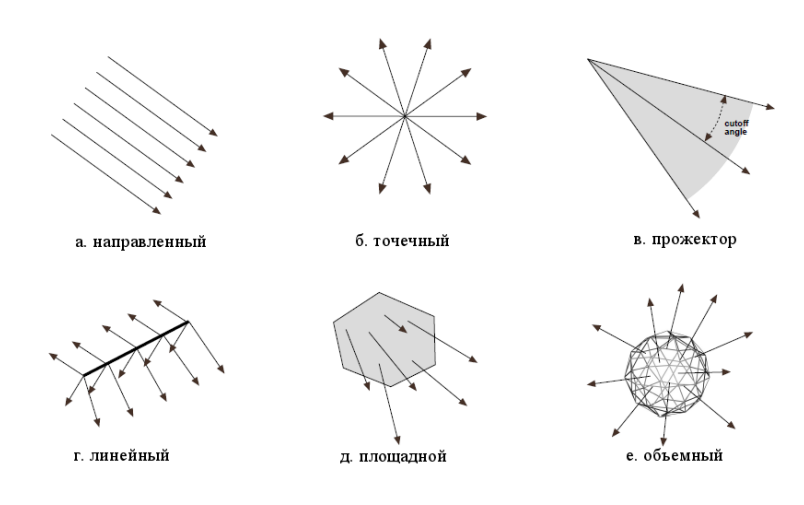 cutoff
angle
а. направленный
б. точечный
в. прожектор
г. линейный
д. площадной
е. объемный